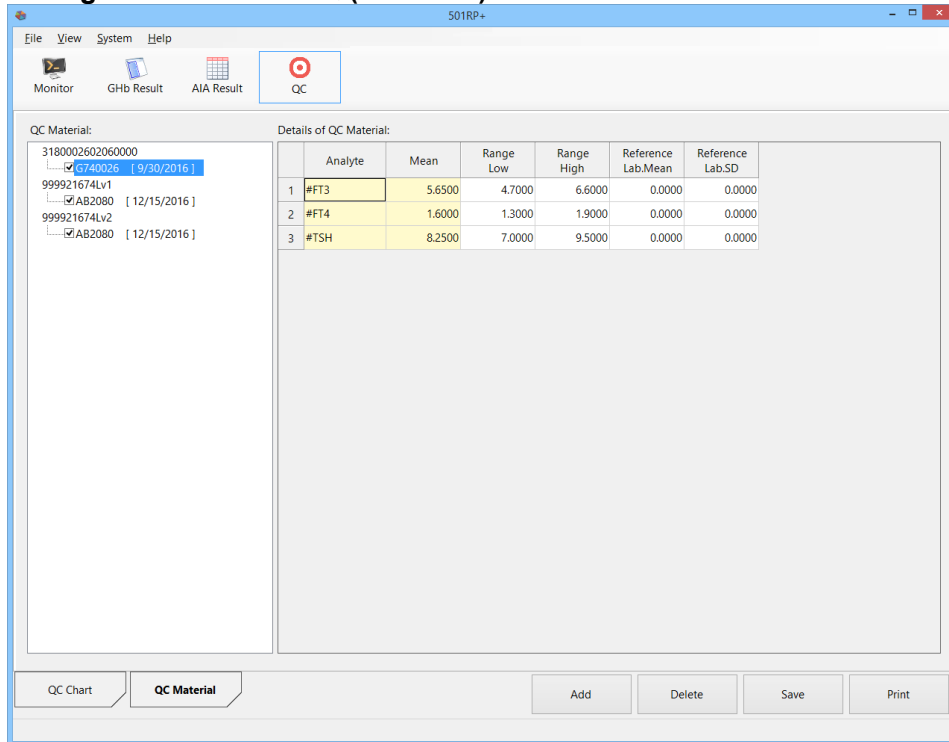 501RP+
File View System Help
Monitor GHb Result AIA Result QC
QC Material:
3180002602060000
G740026 [ 9/30/2016 ]
999921674Lv1
AB2080 [ 12/15/2016 ]
999921674Lv2
AB2080 [ 12/15/2016 ]
Details of QC Material:
Analyte Mean Range Low Range High Reference Lab.Mean Reference Lab.SD
1 #FT3 5.6500 4.7000 6.6000 0.0000 0.0000
2 #FT4 1.6000 1.3000 1.9000 0.0000 0.0000
3 #TSH 8.2500 7.0000 9.5000 0.0000 0.0000
QC Chart QC Material Add Delete Save Print